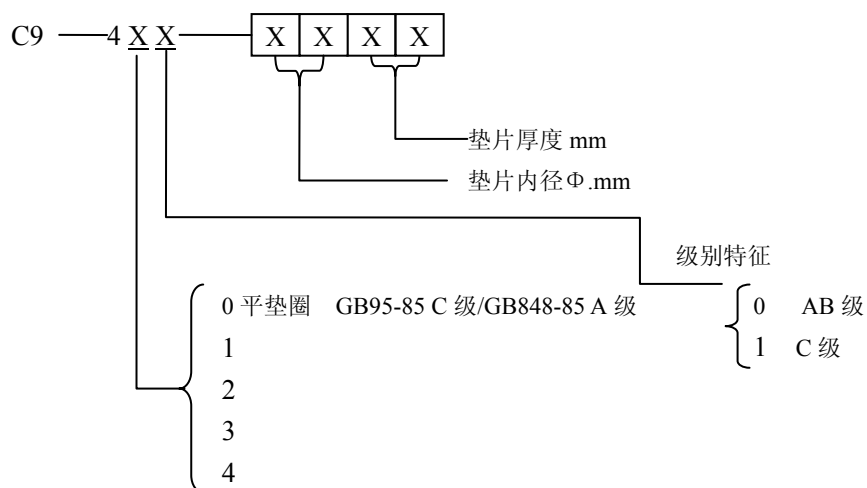 C9 4 X X X X X X
垫片厚度 mm
垫片内径Φ.mm
级别特征
0 平垫圈 GB95-85 C 级/GB848-85 A 级
0 AB 级
1
1 C 级
2
3
4